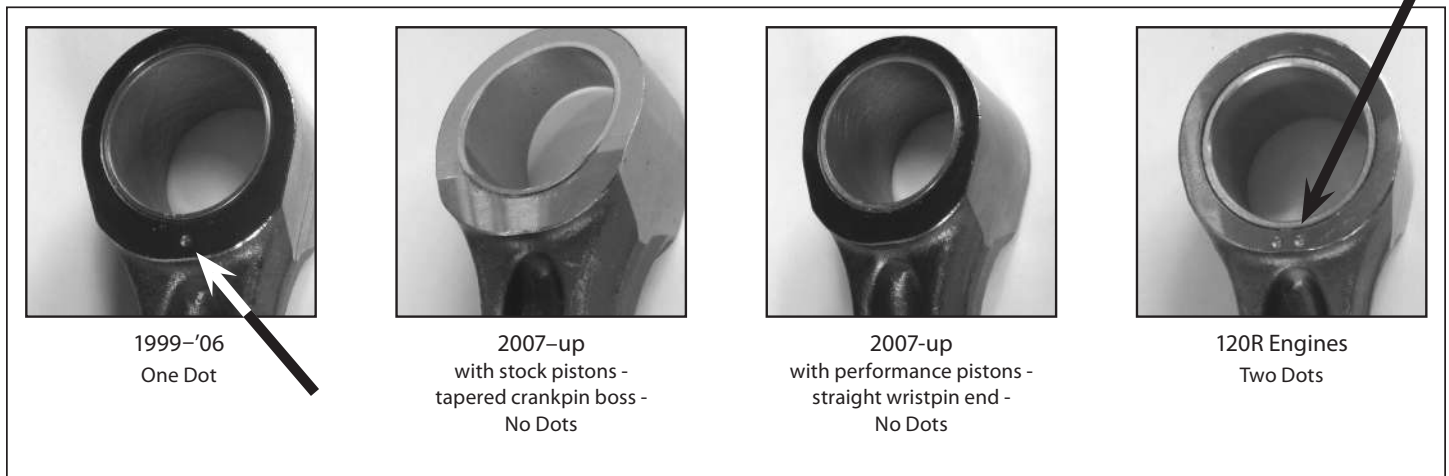 1999–'06
One Dot
2007–up
with stock pistons -
tapered crankpin boss -
No Dots
2007-up
with performance pistons -
straight wristpin end -
No Dots
120R Engines
Two Dots